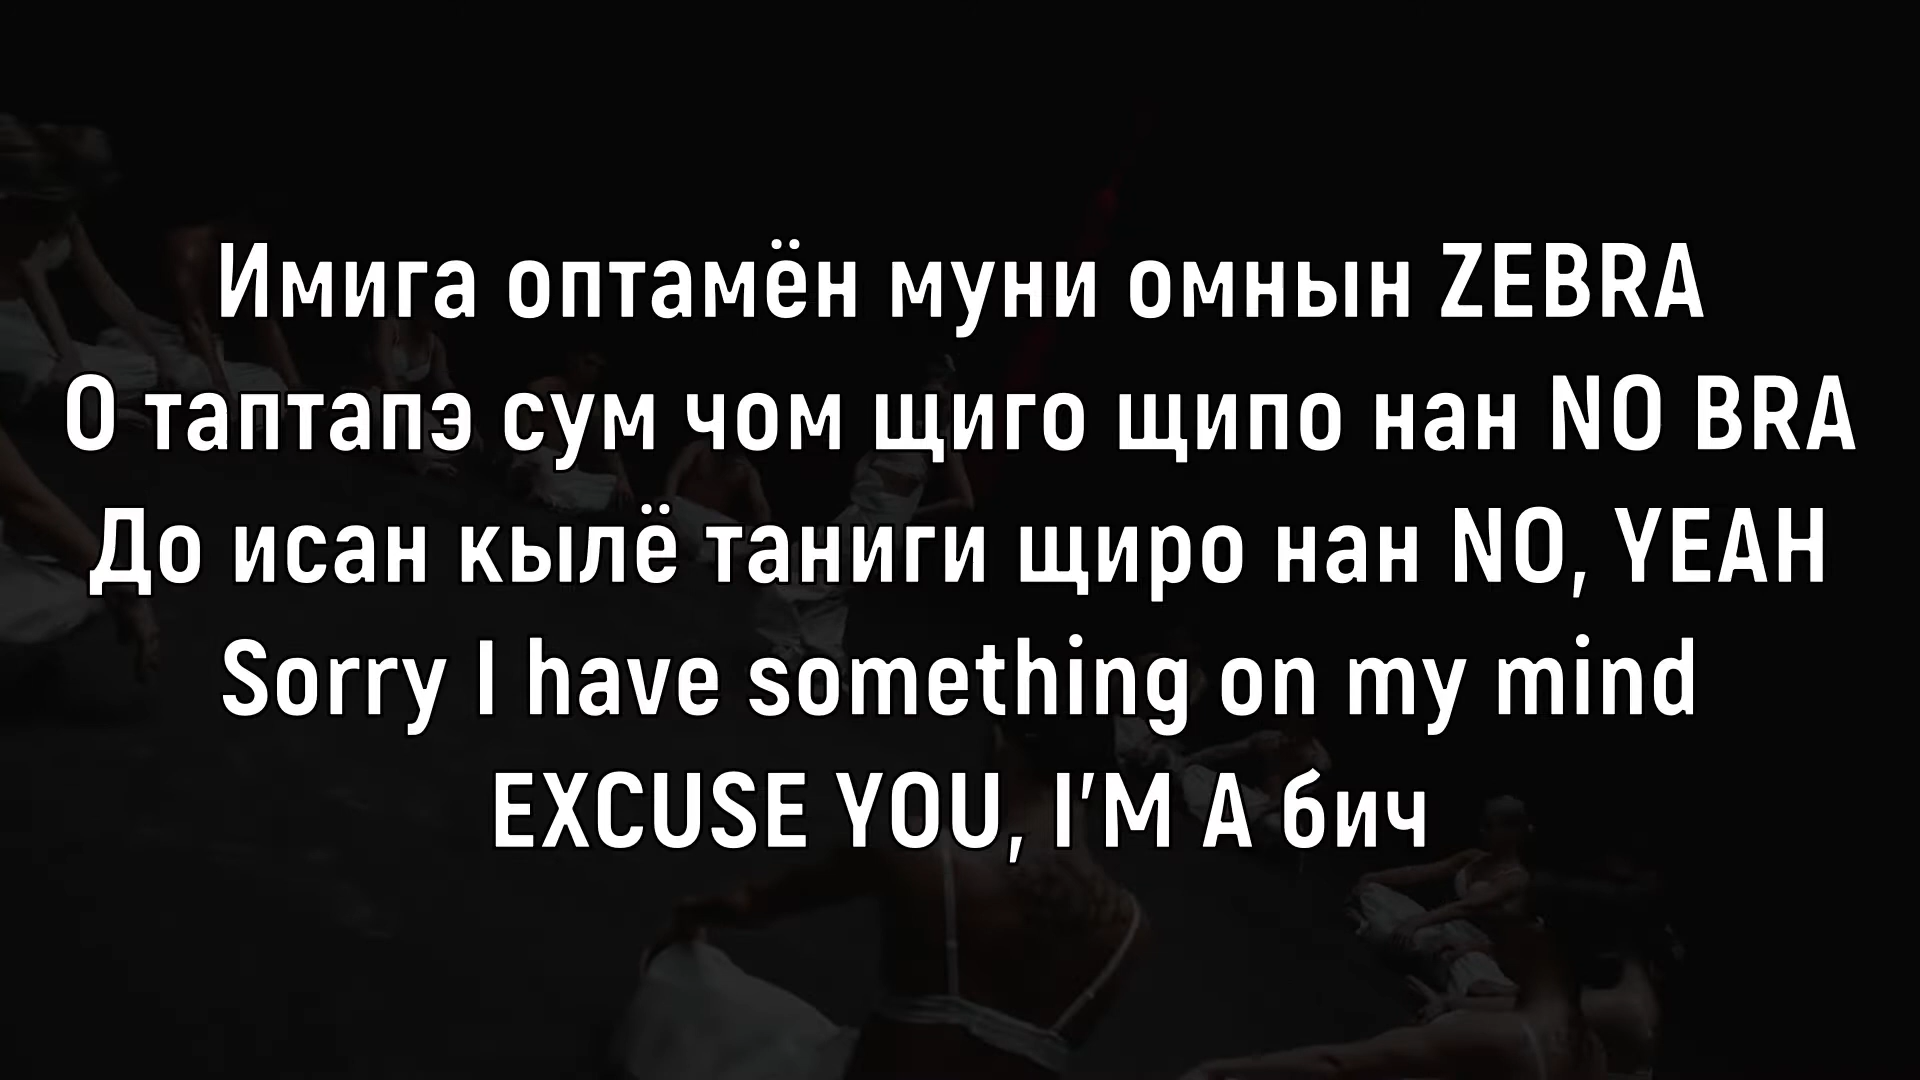 Имига оптамён муни омнын ZEBRA
О таптапэ сум чом щиго щипо нан NO BRA
До исан кылё таниги щиро нан NO, YEAH
Sorry I have something on my mind
EXCUSE YOU, I'M A бич